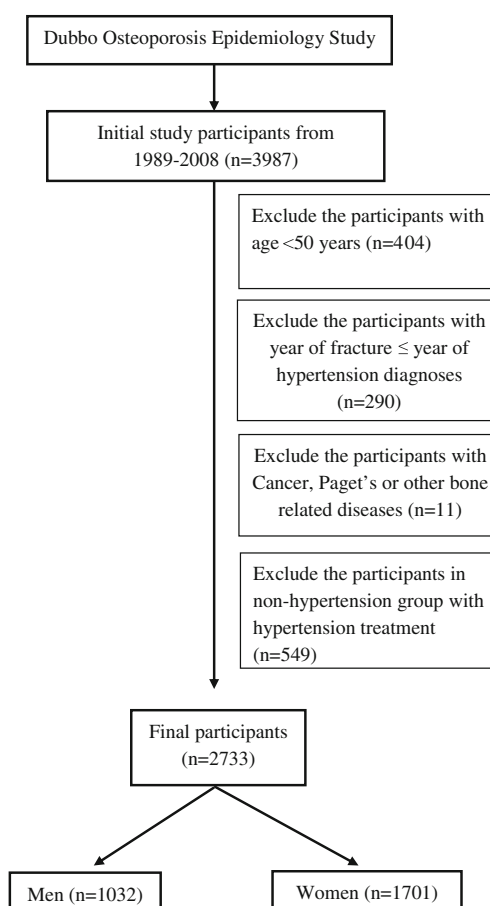 Dubbo Osteoporosis Epidemiology Study
Initial study participants from
1989-2008 (n=3987)
Exclude the participants with
age <50 years (n=404)
Exclude the participants with
year of fracture ≤ year of
hypertension diagnoses
(n=290)
Exclude the participants with
Cancer, Paget’s or other bone
related diseases (n=11)
Exclude the participants in
non-hypertension group with
hypertension treatment
(n=549)
Final participants
(n=2733)
Men (n=1032)
Women (n=1701)